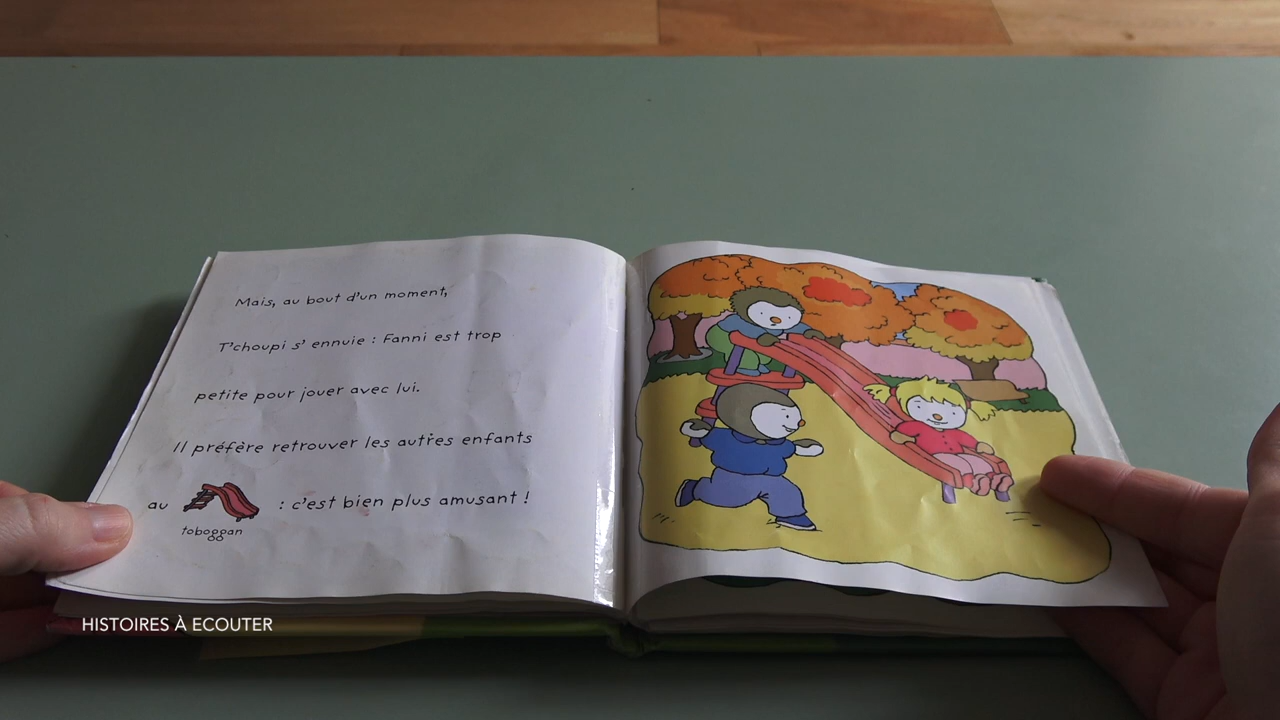 Mais, au bout d'un moment,
T'choupi s' ennuie : Fanni est trop
petite pour jouer avec lui.
Il préfère retrouver les autres enfants
au : c'est bien plus amusant !
toboggan
HISTOIRES À ECOUTER